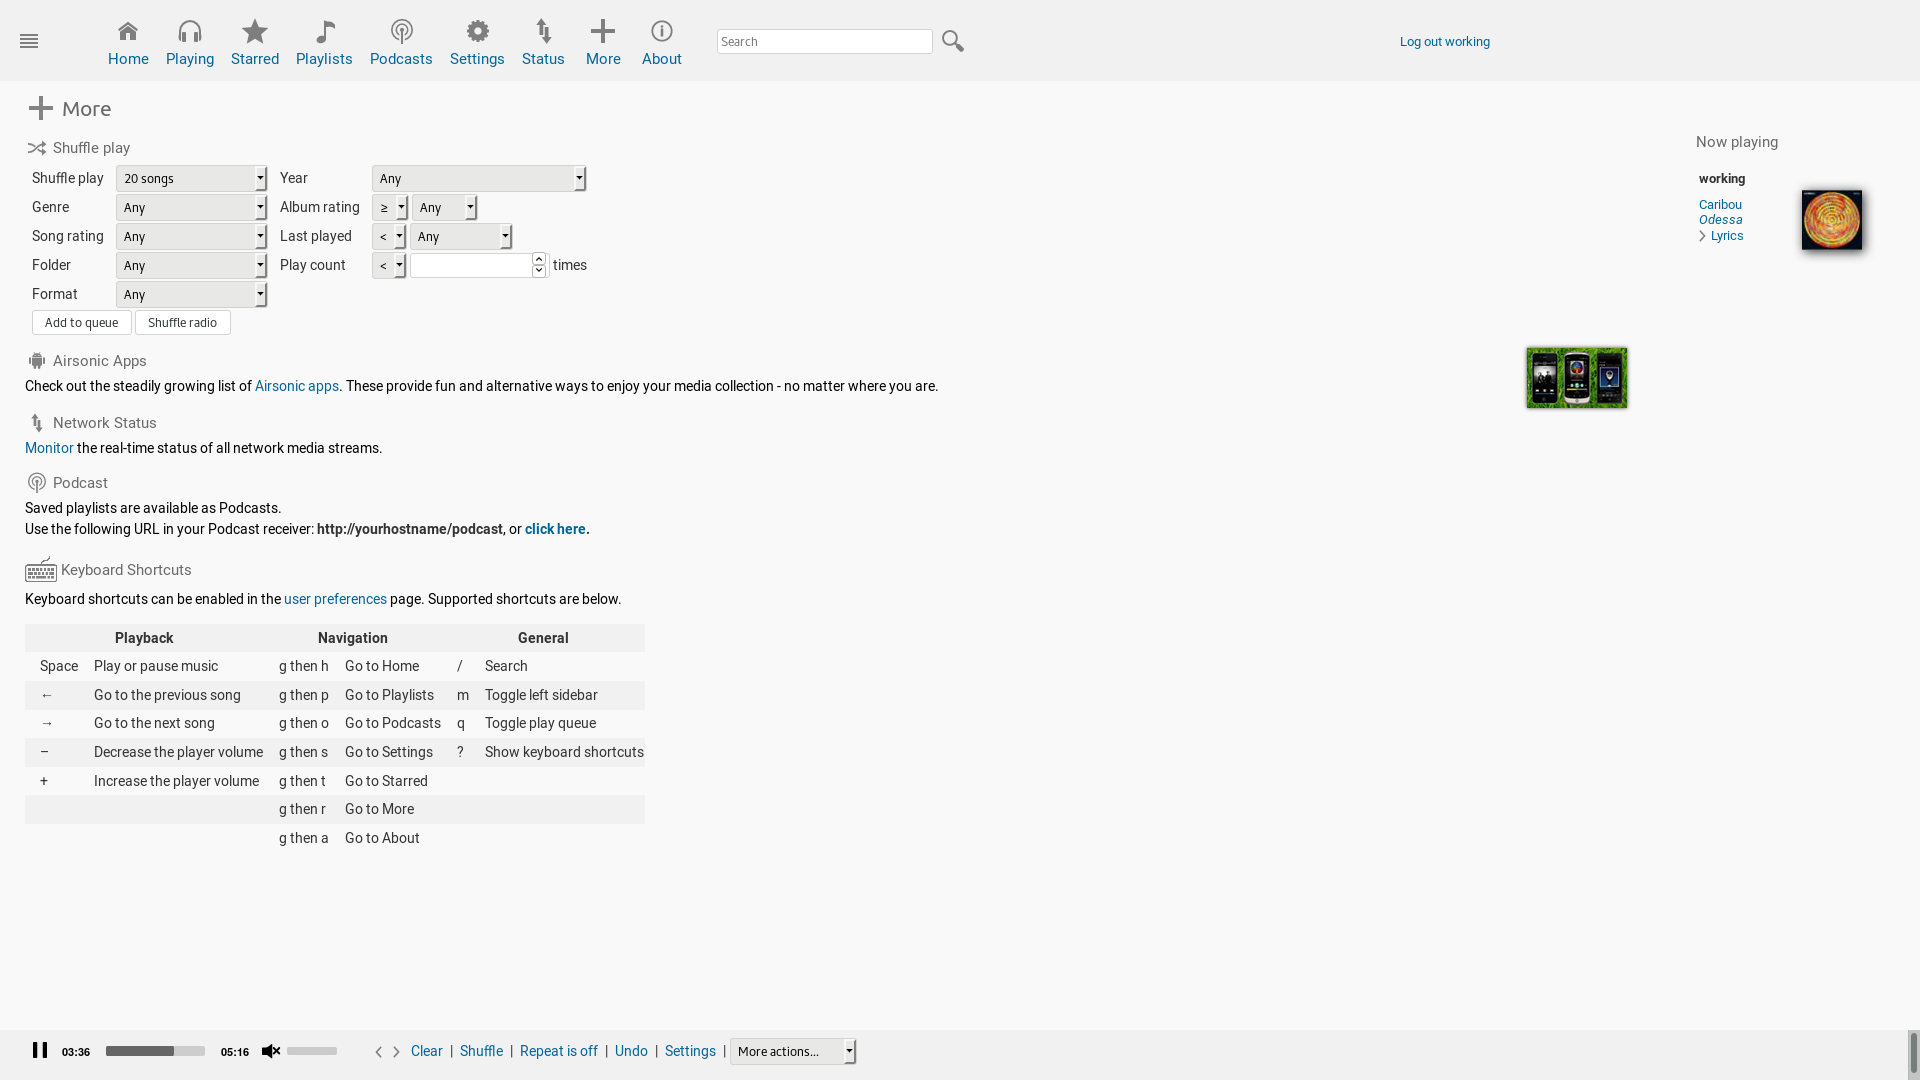 Home Playing Starred Playlists Podcasts Settings Status More About Search Log out working
More
Shuffle play
Shuffle play 20 songs Year Any
Genre Any Album rating ≥ Any
Song rating Any Last played < Any
Folder Any Play count < times
Format Any
Add to queue Shuffle radio
Now playing
working
Caribou
Odessa
Lyrics
Airsonic Apps
Check out the steadily growing list of Airsonic apps. These provide fun and alternative ways to enjoy your media collection - no matter where you are.
Network Status
Monitor the real-time status of all network media streams.
Podcast
Saved playlists are available as Podcasts.
Use the following URL in your Podcast receiver: http://yourhostname/podcast, or click here.
Keyboard Shortcuts
Keyboard shortcuts can be enabled in the user preferences page. Supported shortcuts are below.
Playback Navigation General
Space Play or pause music g then h Go to Home / Search
← Go to the previous song g then p Go to Playlists m Toggle left sidebar
→ Go to the next song g then o Go to Podcasts q Toggle play queue
− Decrease the player volume g then s Go to Settings ? Show keyboard shortcuts
+ Increase the player volume g then t Go to Starred
g then r Go to More
g then a Go to About
03:36 05:16 Clear | Shuffle | Repeat is off | Undo | Settings | More actions...